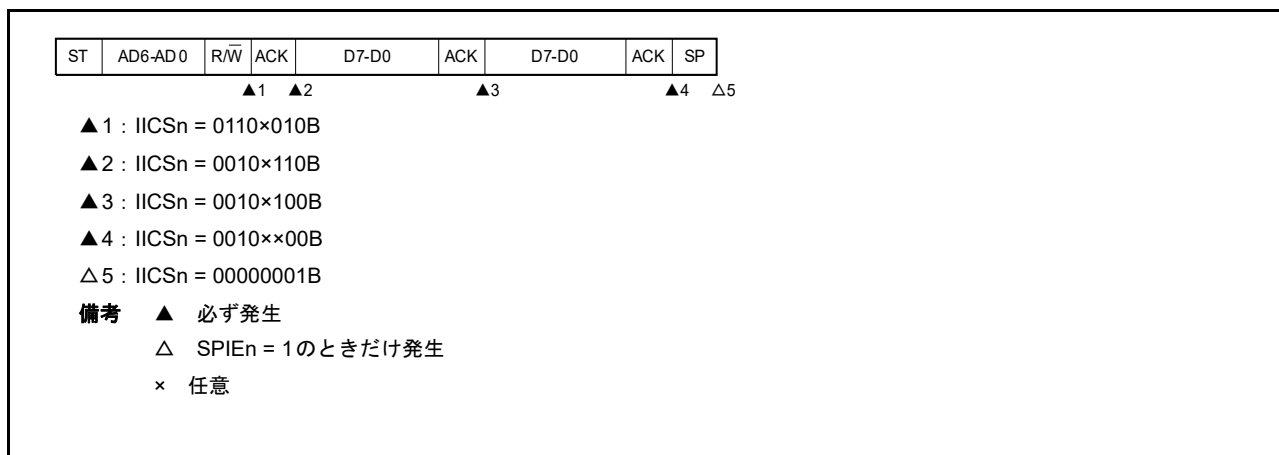 ST AD6-AD0 R/W̅ ACK D7-D0 ACK D7-D0 ACK SP
▲1 ▲2 ▲3 ▲4 △5
▲1：IICSn = 0110×010B
▲2：IICSn = 0010×110B
▲3：IICSn = 0010×100B
▲4：IICSn = 0010××00B
△5：IICSn = 00000001B
備考 ▲ 必ず発生
△ SPIEn = 1のときだけ発生
× 任意